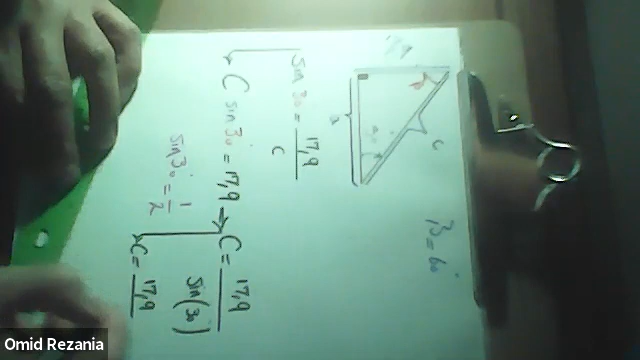 β = 60°
c
a
Sin 30° = 17,9 / c
C sin 30° = 17,9 → C = 17,9 / sin(30°)
sin 30° = 1/2
C = 17,9
Omid Rezania